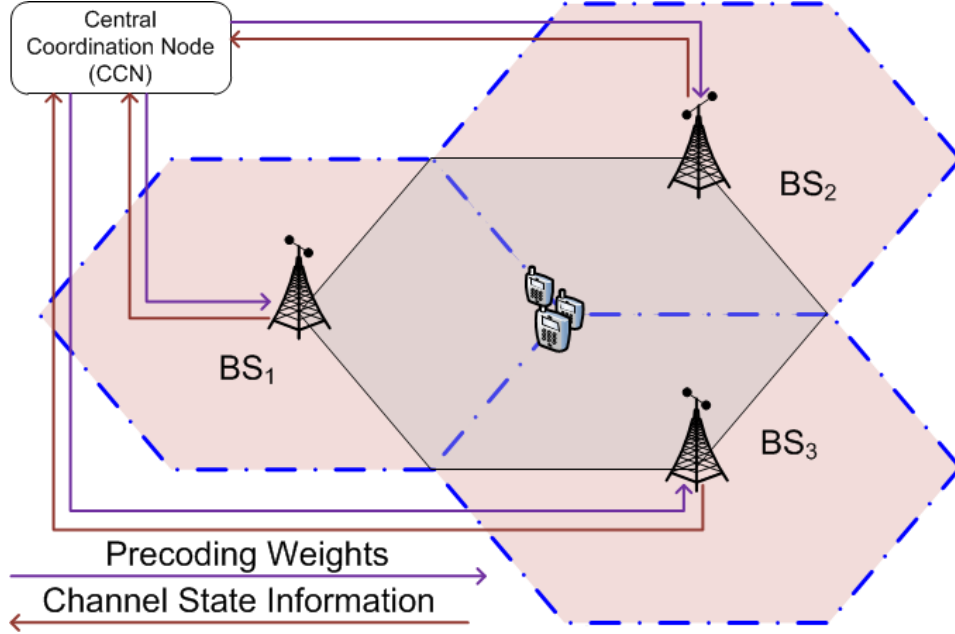 Central
Coordination Node
(CCN)
BS₂
BS₁
BS₃
Precoding Weights
Channel State Information